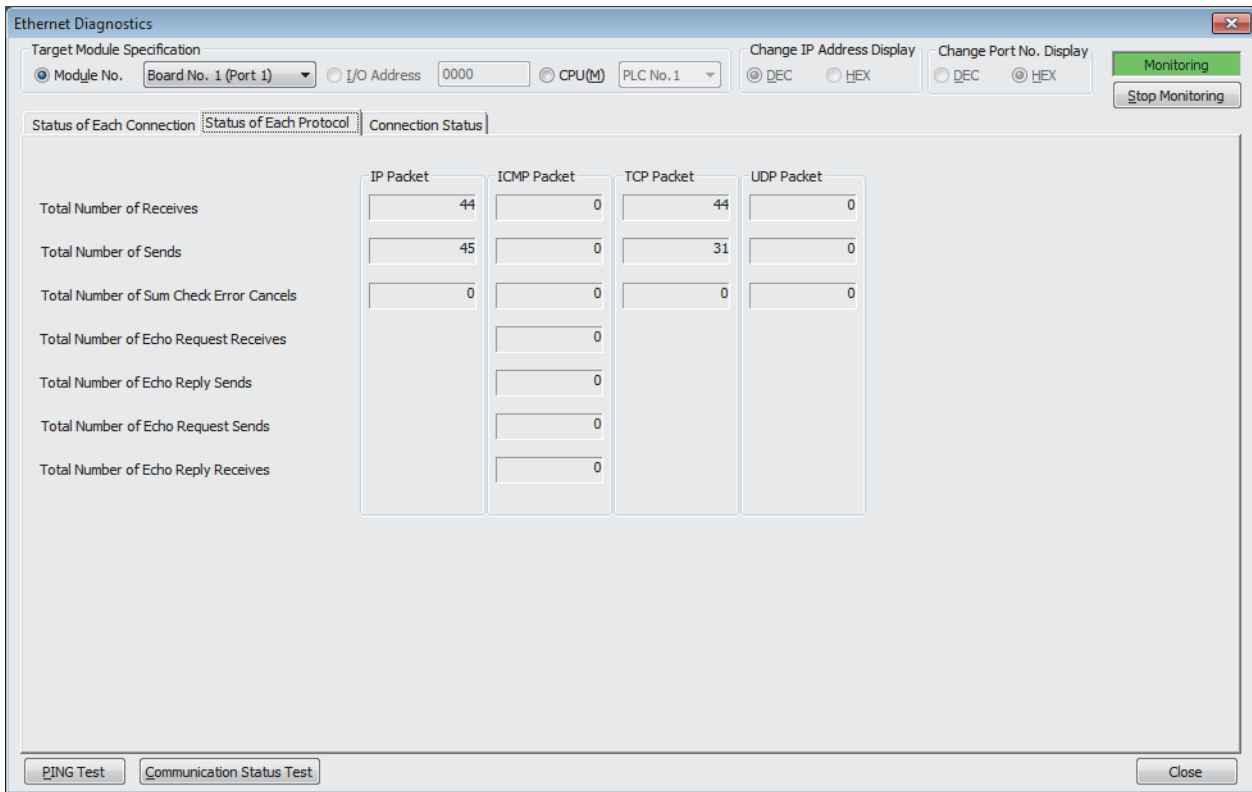 Ethernet Diagnostics
Target Module Specification
Module No. Board No. 1 (Port 1) I/O Address 0000 CPU(M) PLC No.1
Change IP Address Display
DEC HEX
Change Port No. Display
DEC HEX
Monitoring
Stop Monitoring
Status of Each Connection Status of Each Protocol Connection Status
IP Packet ICMP Packet TCP Packet UDP Packet
Total Number of Receives 44 0 44 0
Total Number of Sends 45 0 31 0
Total Number of Sum Check Error Cancels 0 0 0 0
Total Number of Echo Request Receives 0
Total Number of Echo Reply Sends 0
Total Number of Echo Request Sends 0
Total Number of Echo Reply Receives 0
PING Test Communication Status Test Close